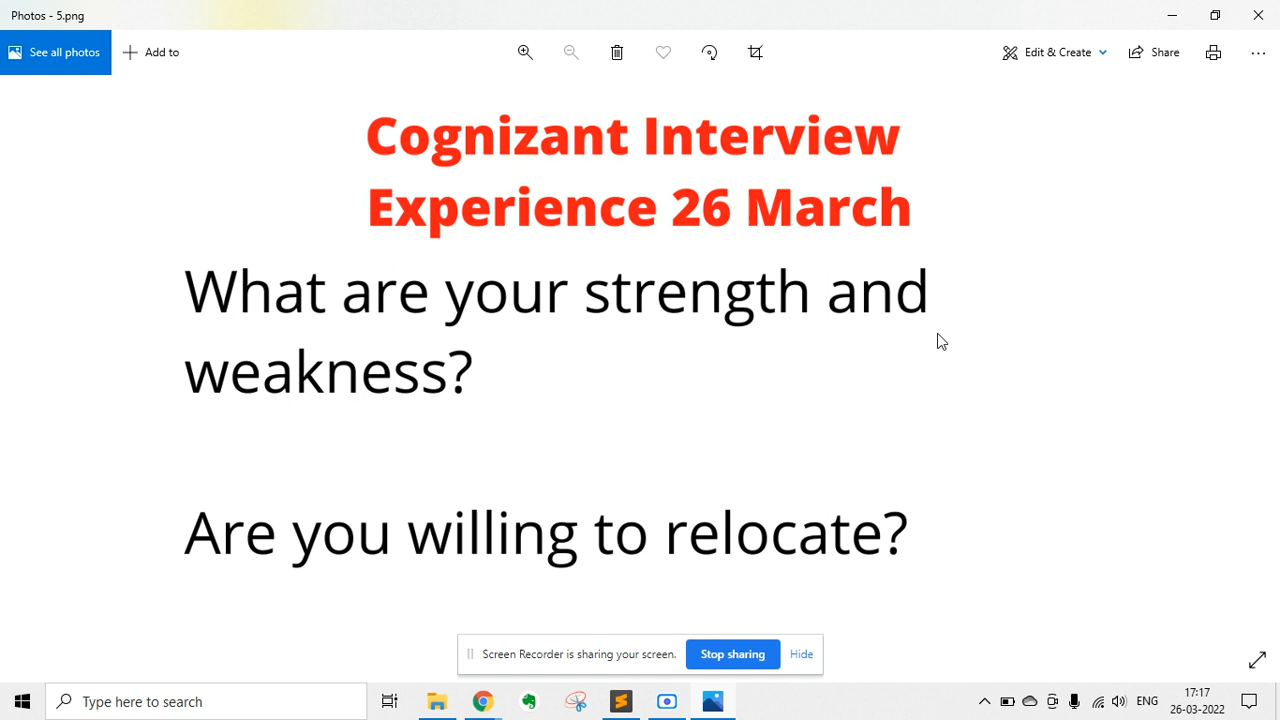 Photos - 5.png
See all photos
Add to
Edit & Create
Share
Cognizant Interview
Experience 26 March
What are your strength and
weakness?
Are you willing to relocate?
Screen Recorder is sharing your screen.
Stop sharing
Hide
Type here to search
ENG
17:17
26-03-2022